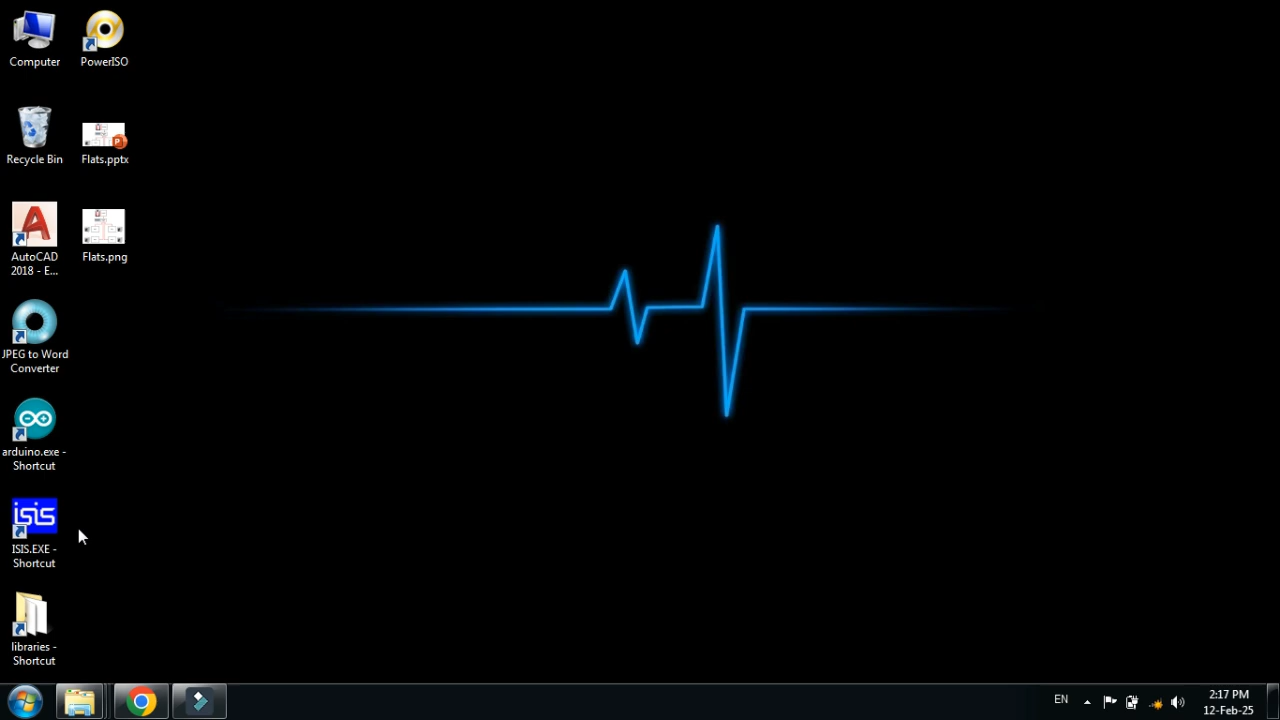 Computer
PowerISO
Recycle Bin
Flats.pptx
AutoCAD
2018 - E...
Flats.png
JPEG to Word
Converter
arduino.exe -
Shortcut
isis
ISIS.EXE -
Shortcut
libraries -
Shortcut
EN
2:17 PM
12-Feb-25